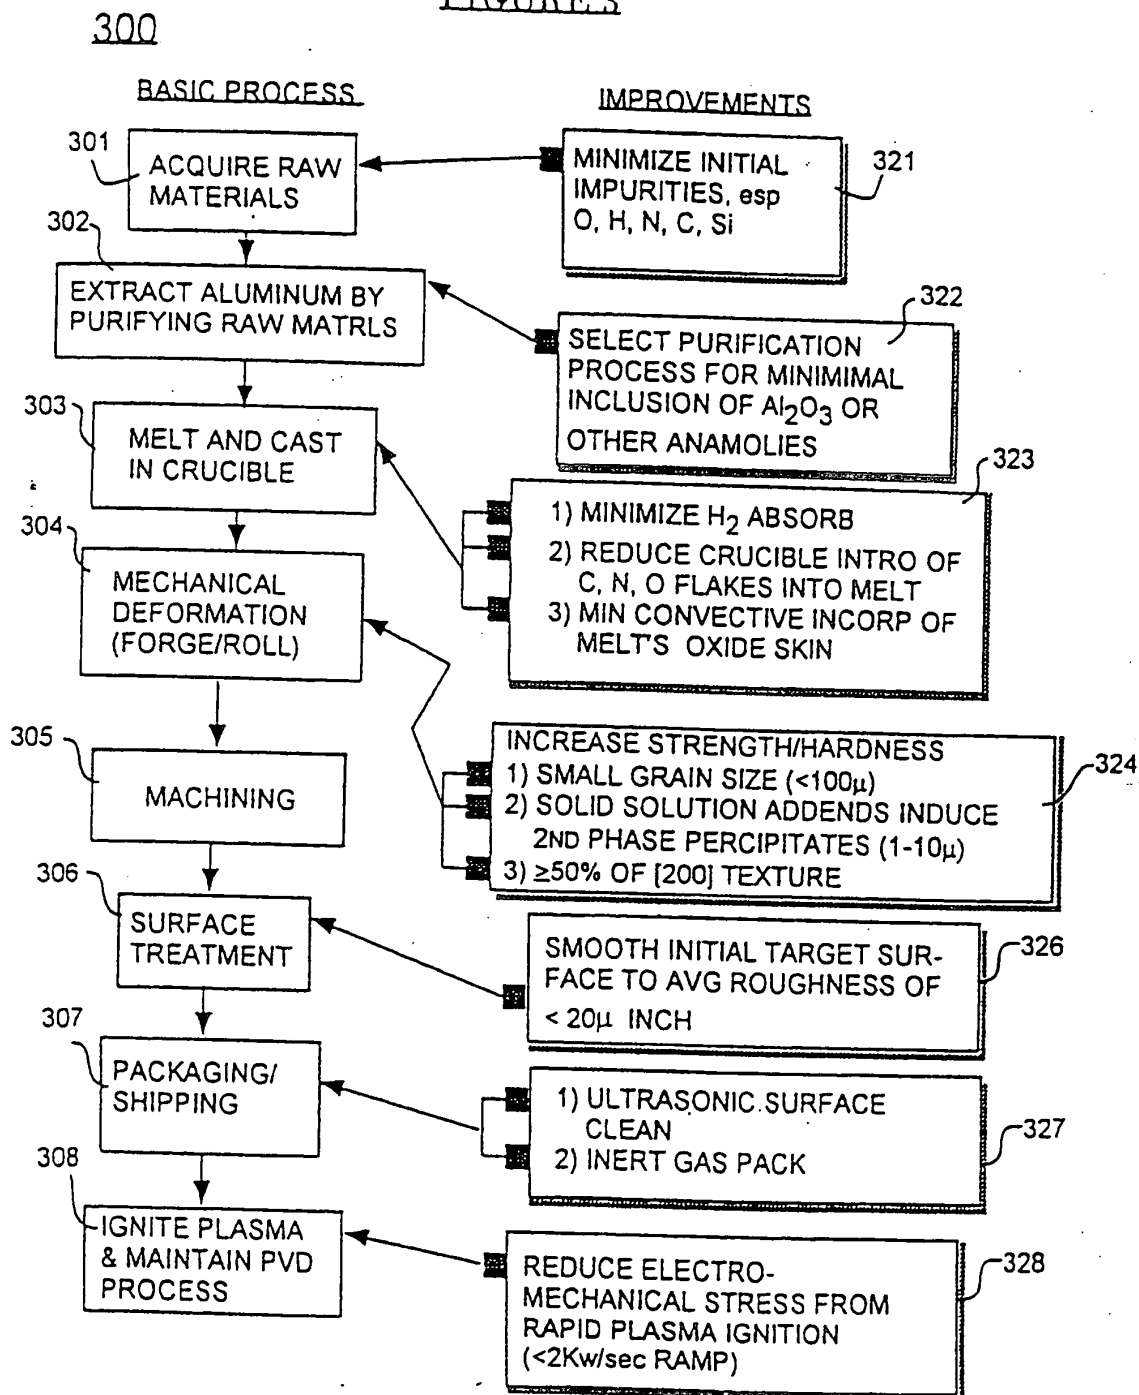 FIGURE 3
300
BASIC PROCESS
IMPROVEMENTS
301
ACQUIRE RAW
MATERIALS
MINIMIZE INITIAL
IMPURITIES, esp
O, H, N, C, Si
321
302
EXTRACT ALUMINUM BY
PURIFYING RAW MATRLS
322
SELECT PURIFICATION
PROCESS FOR MINIMIMAL
INCLUSION OF Al₂O₃ OR
OTHER ANAMOLIES
303
MELT AND CAST
IN CRUCIBLE
323
1) MINIMIZE H₂ ABSORB
2) REDUCE CRUCIBLE INTRO OF
C, N, O FLAKES INTO MELT
3) MIN CONVECTIVE INCORP OF
MELT'S OXIDE SKIN
304
MECHANICAL
DEFORMATION
(FORGE/ROLL)
324
INCREASE STRENGTH/HARDNESS
1) SMALL GRAIN SIZE (<100µ)
2) SOLID SOLUTION ADDENDS INDUCE
2ND PHASE PERCIPITATES (1-10µ)
3) ≥50% OF [200] TEXTURE
305
MACHINING
306
SURFACE
TREATMENT
326
SMOOTH INITIAL TARGET SUR-
FACE TO AVG ROUGHNESS OF
< 20µ INCH
307
PACKAGING/
SHIPPING
327
1) ULTRASONIC SURFACE
CLEAN
2) INERT GAS PACK
308
IGNITE PLASMA
& MAINTAIN PVD
PROCESS
328
REDUCE ELECTRO-
MECHANICAL STRESS FROM
RAPID PLASMA IGNITION
(<2Kw/sec RAMP)